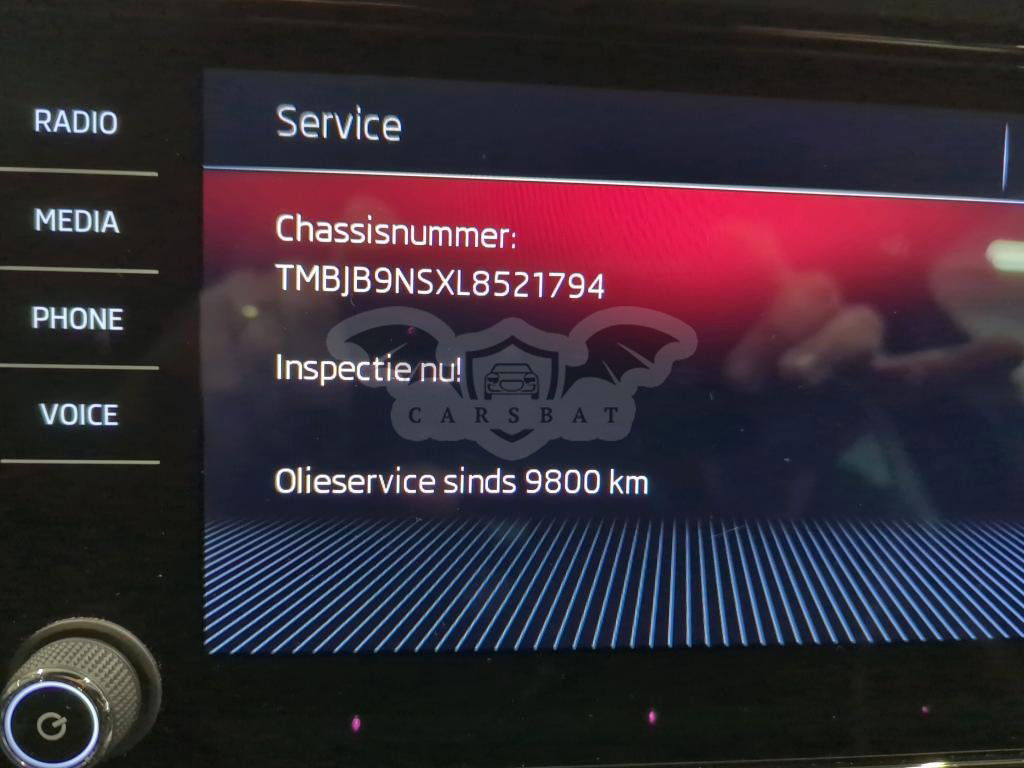 RADIO
MEDIA
PHONE
VOICE
Service
Chassisnummer:
TMBJB9NSXL8521794
Inspectie nu!
CARSBAT
Olieservice sinds 9800 km